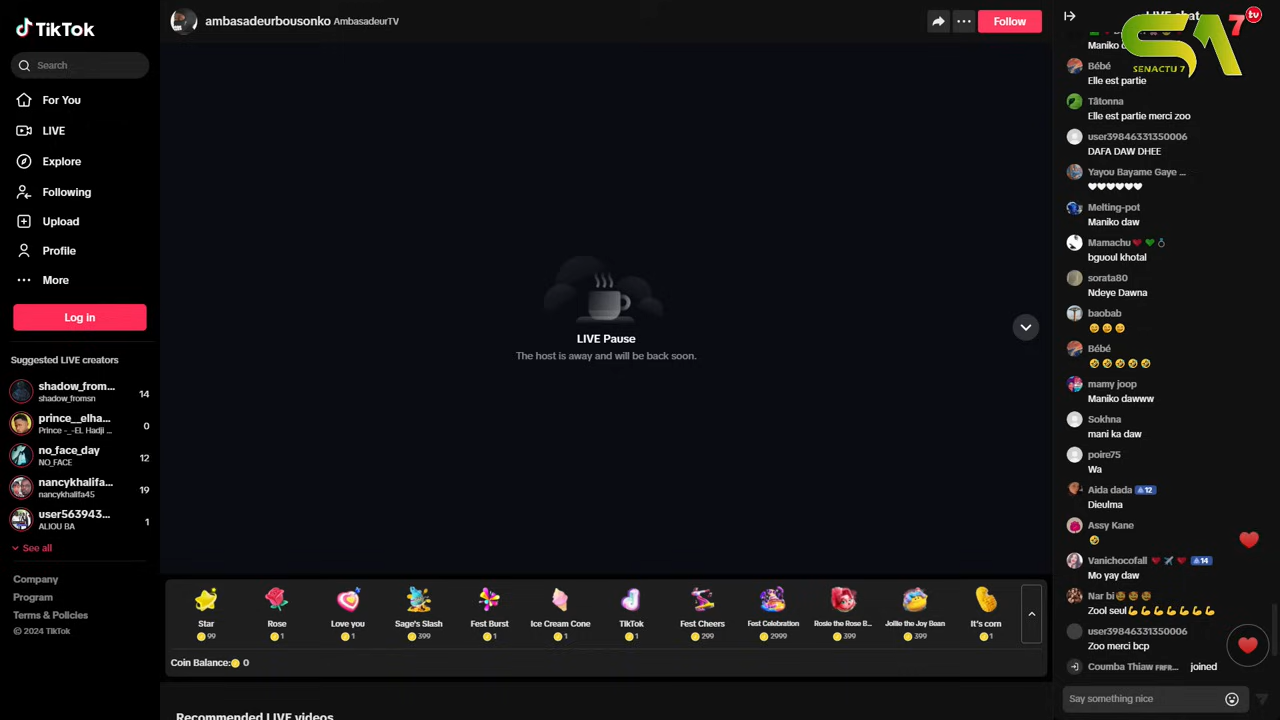 TikTok
Search
For You
LIVE
Explore
Following
Upload
Profile
More
Log in
Suggested LIVE creators
shadow_from...
shadow_fromsn
14
prince__elha...
Prince -_-EL Hadji ...
0
no_face_day
NO_FACE
12
nancykhalifa...
nancykhalifa45
19
user563943...
ALIOU BA
1
See all
Company
Program
Terms & Policies
© 2024 TikTok
ambasadeurbousonko AmbasadeurTV
Follow
LIVE Pause
The host is away and will be back soon.
Star
99
Rose
1
Love you
1
Sage's Slash
399
Fest Burst
1
Ice Cream Cone
1
TikTok
1
Fest Cheers
299
Fest Celebration
2999
Rosie the Rose B...
399
Jollie the Joy Bean
399
It's corn
1
Coin Balance: 0
Recommended LIVE videos
LIVE chat
SA 7 tv
SENACTU 7
Bébé
Elle est partie
Tâtonna
Elle est partie merci zoo
user39846331350006
DAFA DAW DHEE
Yayou Bayame Gaye ...
Melting-pot
Maniko daw
Mamachu
bguoul khotal
sorata80
Ndeye Dawna
baobab
Bébé
mamy joop
Maniko dawww
Sokhna
mani ka daw
poire75
Wa
Aida dada 12
Dieulma
Assy Kane
Vanichocofall 14
Mo yay daw
Nar bi
Zool seul
user39846331350006
Zoo merci bcp
Coumba Thiaw joined
Say something nice